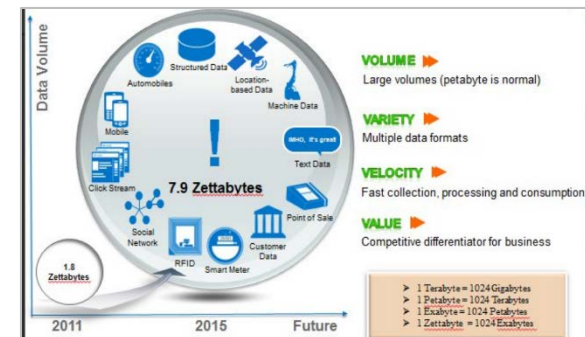 Data Volume
Automobiles
Structured Data
Location-
based Data
Machine Data
Mobile
!
IMHO, it's great
Text Data
Click Stream
7.9 Zettabytes
Point of Sale
Social
Network
RFID
Smart Meter
Customer
Data
1.8
Zettabytes
2011
2015
Future
VOLUME
Large volumes (petabyte is normal)
VARIETY
Multiple data formats
VELOCITY
Fast collection, processing and consumption
VALUE
Competitive differentiator for business
➢ 1 Terabyte = 1024 Gigabytes
➢ 1 Petabyte = 1024 Terabytes
➢ 1 Exabyte = 1024 Petabytes
➢ 1 Zettabyte = 1024 Exabytes